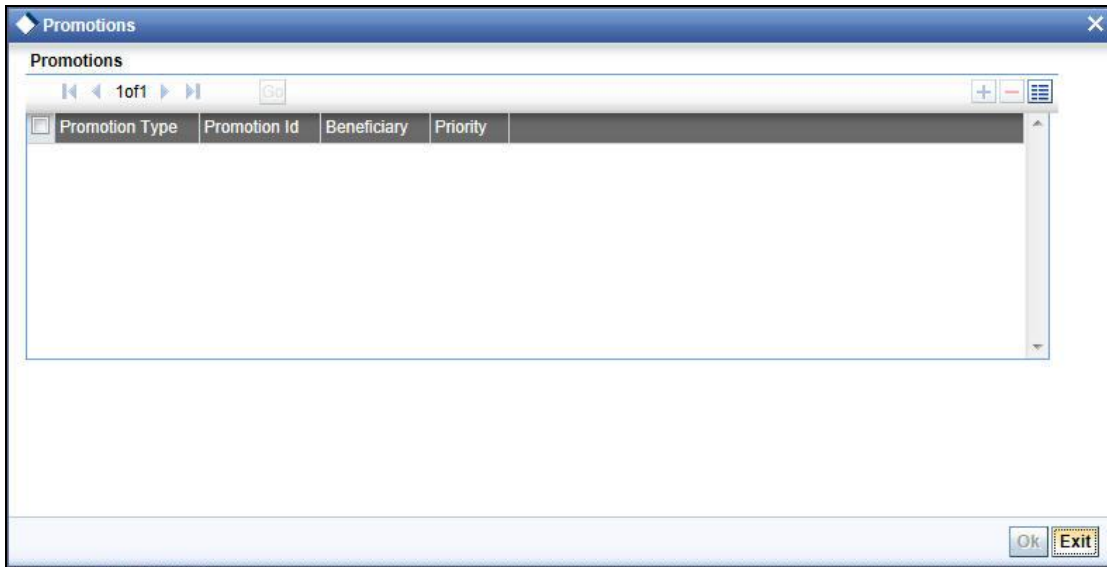 Promotions
Promotions
1of1 Go
Promotion Type Promotion Id Beneficiary Priority
Ok Exit